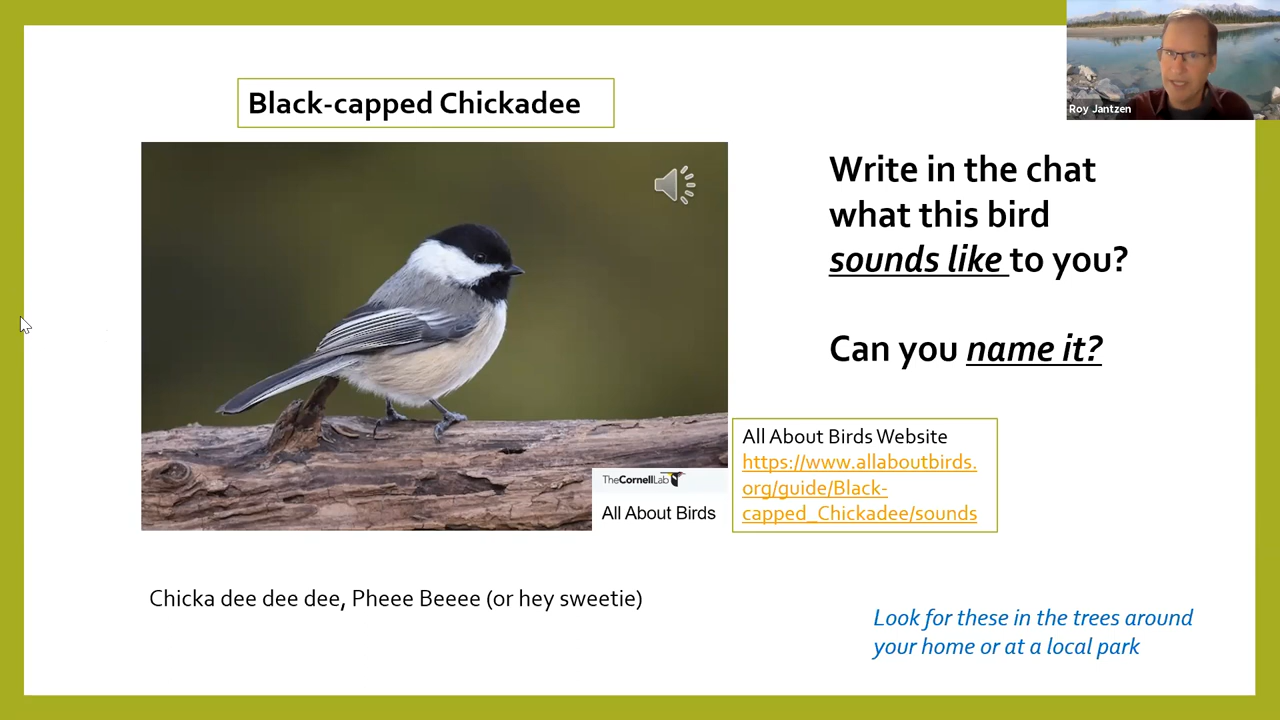 Black-capped Chickadee
Roy Jantzen
Write in the chat
what this bird
sounds like to you?
Can you name it?
TheCornellLab
All About Birds
All About Birds Website
https://www.allaboutbirds.
org/guide/Black-
capped_Chickadee/sounds
Chicka dee dee dee, Pheee Beeee (or hey sweetie)
Look for these in the trees around
your home or at a local park